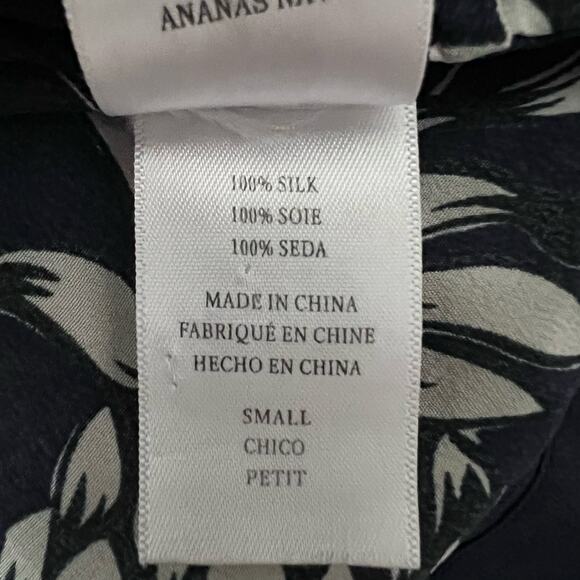 ANANAS
100% SILK
100% SOIE
100% SEDA
MADE IN CHINA
FABRIQUÉ EN CHINE
HECHO EN CHINA
SMALL
CHICO
PETIT